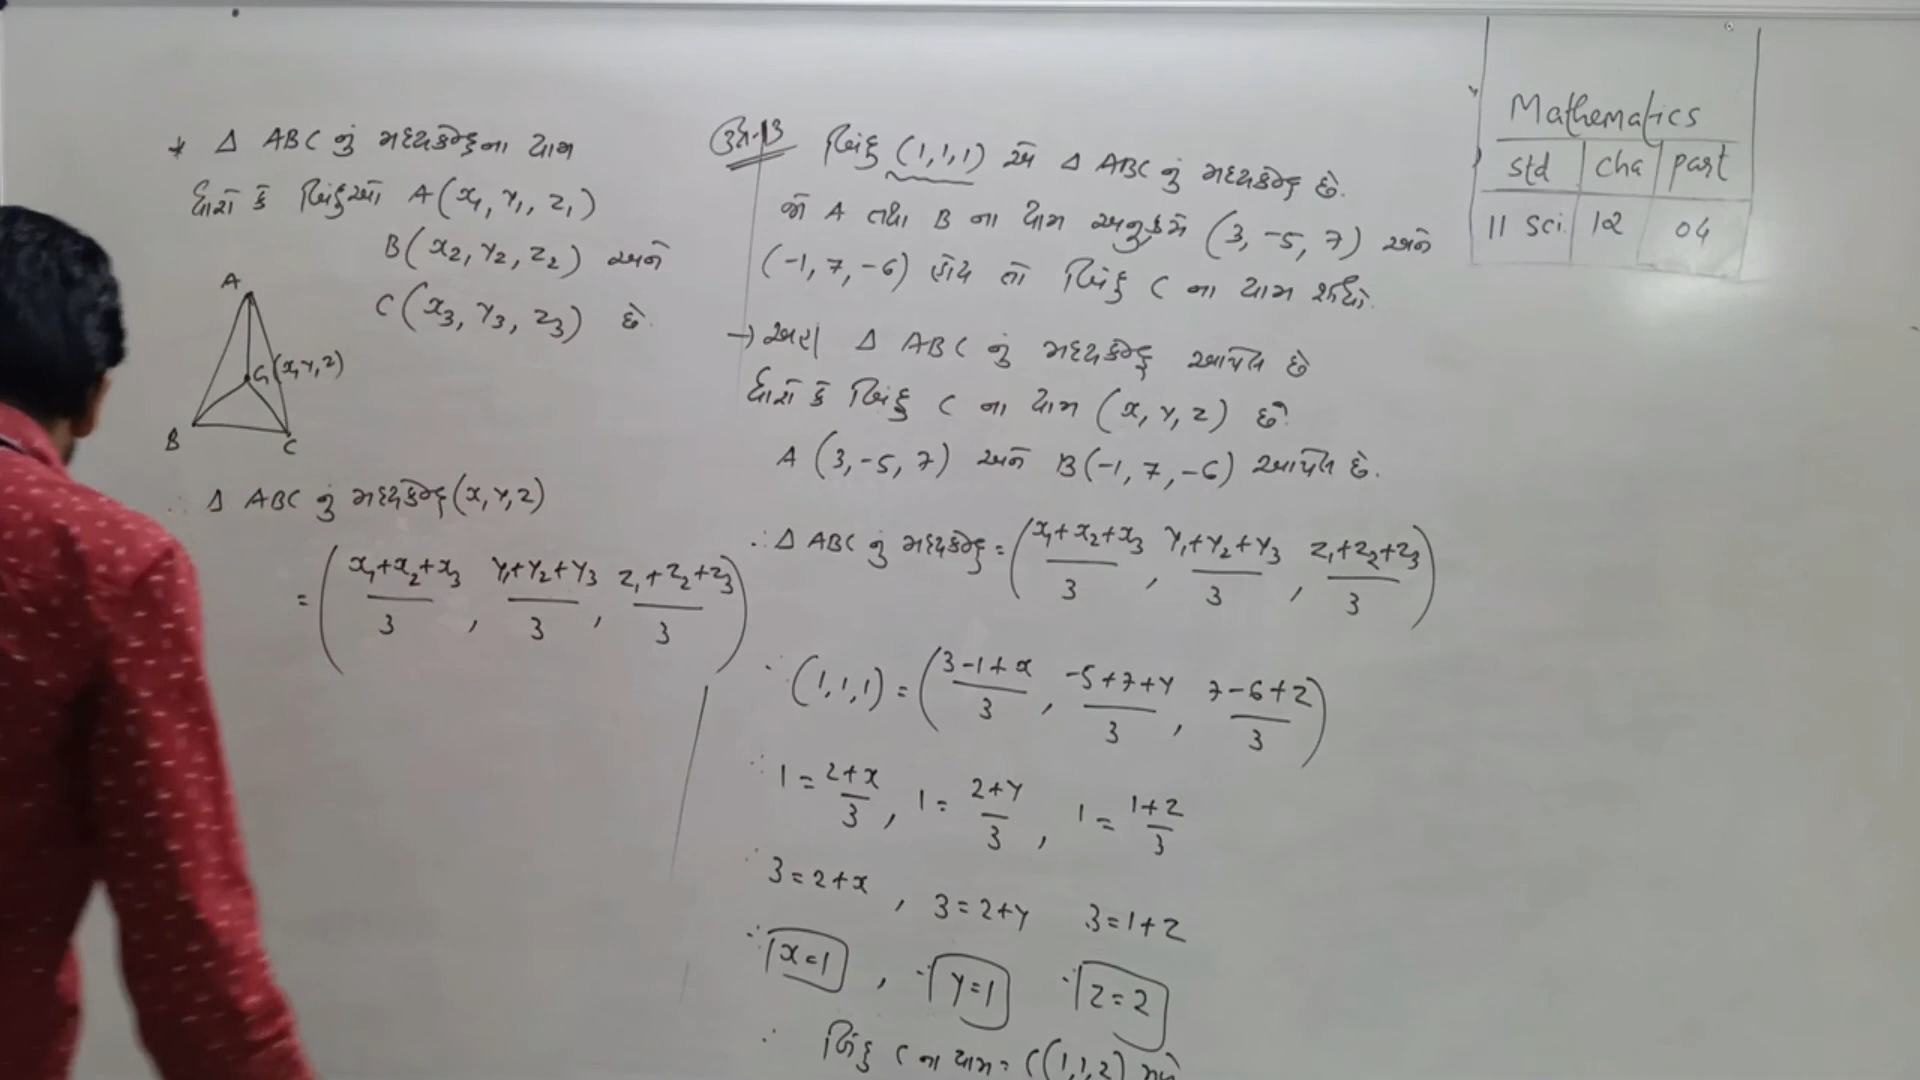 * Δ ABC નું મધ્યકેન્દ્રના યામ
ધારો કે બિંદુઓ A(x₁, y₁, z₁)
B(x₂, y₂, z₂) અને
C(x₃, y₃, z₃) છે.
A
G(x,y,z)
B
C
∴ Δ ABC નું મધ્યકેન્દ્ર (x, y, z)
= ((x₁+x₂+x₃)/3, (y₁+y₂+y₃)/3, (z₁+z₂+z₃)/3)
ઉદા-13 બિંદુ (1,1,1) એ Δ ABC નું મધ્યકેન્દ્ર છે.
જો A તથા B ના યામ અનુક્રમે (3, -5, 7) અને
(-1, 7, -6) હોય તો બિંદુ C ના યામ શોધો.
→ અહી Δ ABC નું મધ્યકેન્દ્ર આપેલ છે
ધારો કે બિંદુ C ના યામ (x, y, z) છે.
A (3, -5, 7) અને B(-1, 7, -6) આપેલ છે.
∴ Δ ABC નું મધ્યકેન્દ્ર = ((x₁+x₂+x₃)/3, (y₁+y₂+y₃)/3, (z₁+z₂+z₃)/3)
∴ (1,1,1) = ((3-1+x)/3, (-5+7+y)/3, (7-6+z)/3)
∴ 1 = (2+x)/3, 1 = (2+y)/3, 1 = (1+z)/3
∴ 3=2+x, 3=2+y 3=1+z
∴ x=1, ∴ y=1 ∴ z=2
∴ બિંદુ C ના યામ = C(1,1,2)
Mathematics
Std cha part
11 Sci. 12 04